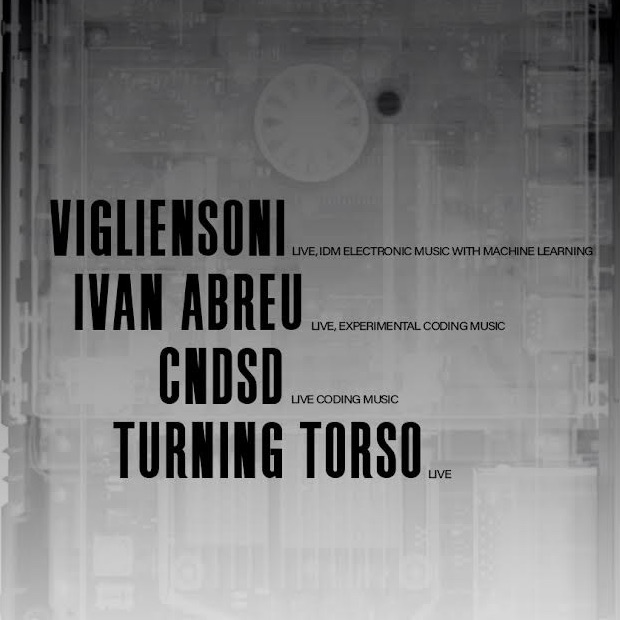 VIGLIENSONI LIVE, IDM ELECTRONIC MUSIC WITH MACHINE LEARNING
IVAN ABREU LIVE, EXPERIMENTAL CODING MUSIC
CNDSD LIVE CODING MUSIC
TURNING TORSO LIVE